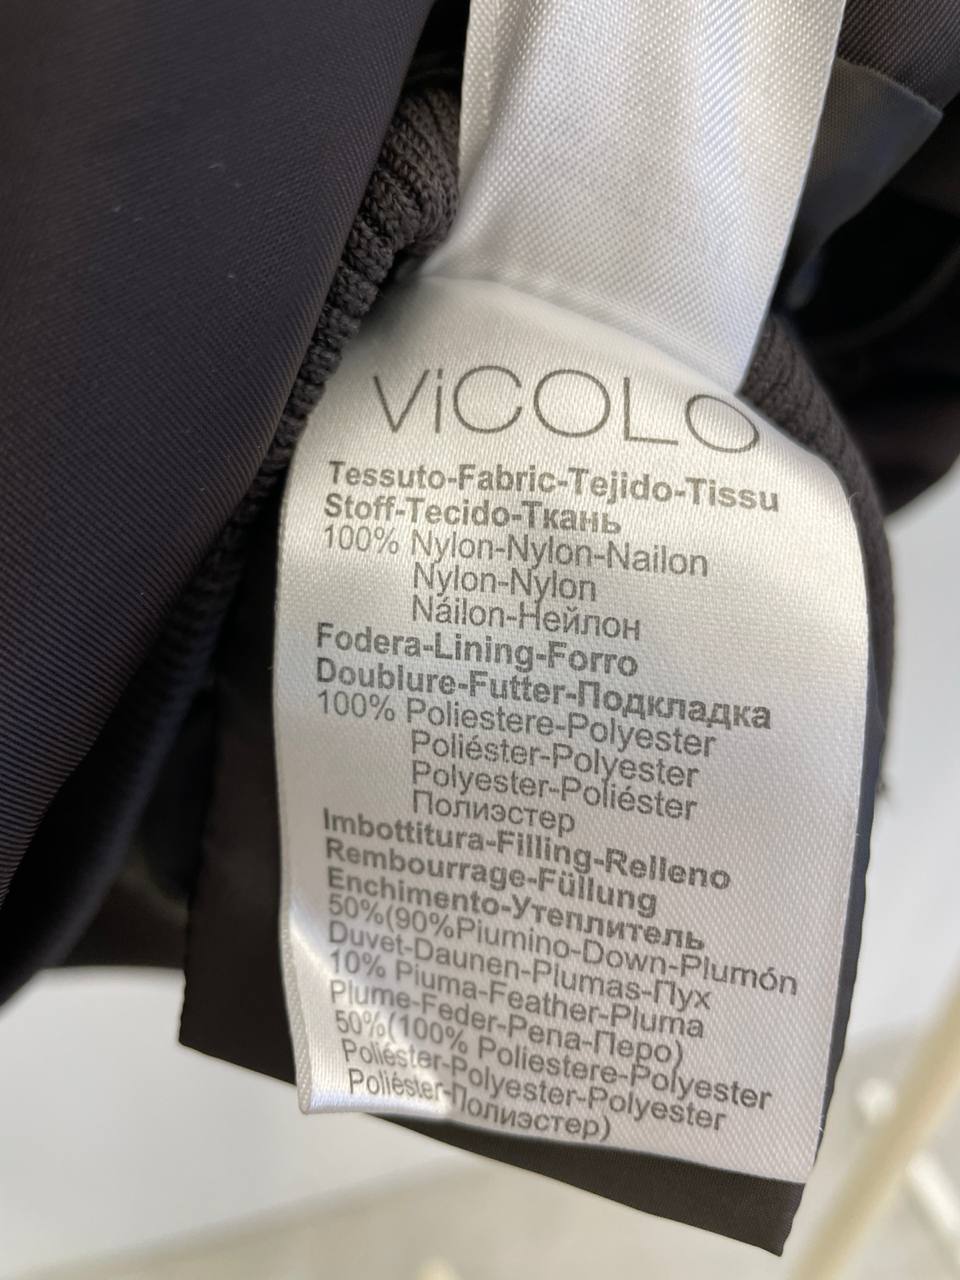 ViCOLO
Tessuto-Fabric-Tejido-Tissu
Stoff-Tecido-Ткань
100% Nylon-Nylon-Nailon
Nylon-Nylon
Náilon-Нейлон
Fodera-Lining-Forro
Doublure-Futter-Подкладка
100% Poliestere-Polyester
Poliéster-Polyester
Polyester-Poliéster
Полиэстер
Imbottitura-Filling-Relleno
Rembourrage-Füllung
Enchimento-Утеплитель
50%(90%Piumino-Down-Plumón
Duvet-Daunen-Plumas-Пух
10% Piuma-Feather-Pluma
Plume-Feder-Pena-Перо)
50%(100% Poliestere-Polyester
Poliéster-Polyester-Polyester
Poliéster-Полиэстер)